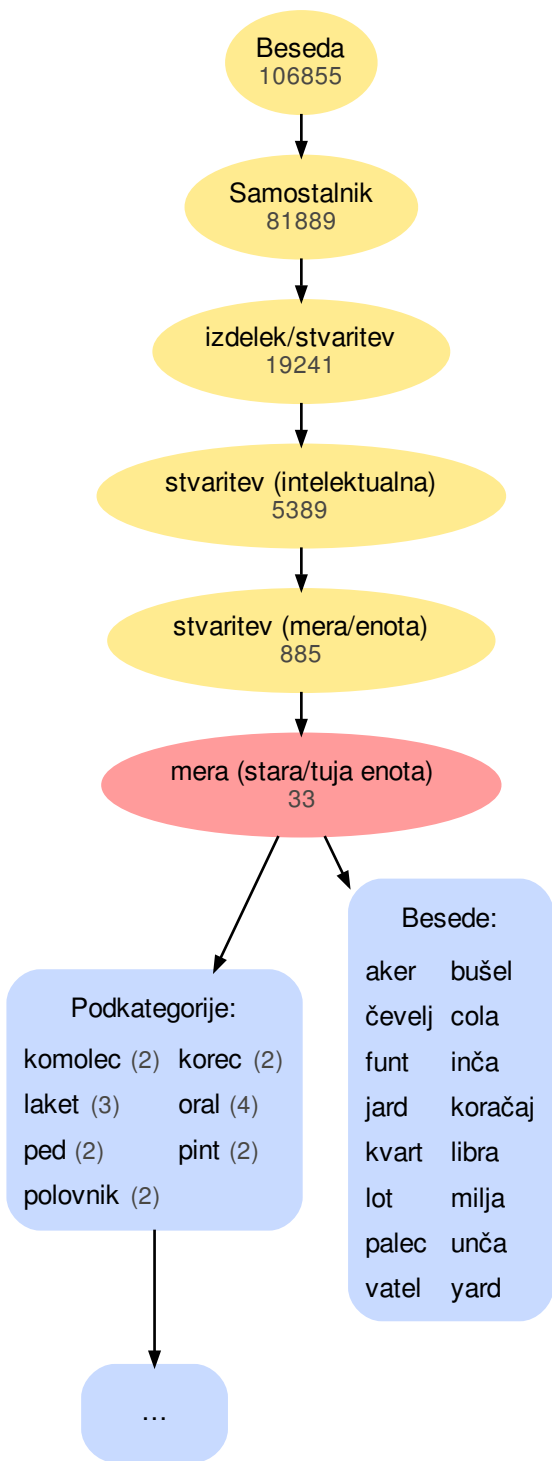 Beseda
106855
Samostalnik
81889
izdelek/stvaritev
19241
stvaritev (intelektualna)
5389
stvaritev (mera/enota)
885
mera (stara/tuja enota)
33
Podkategorije:
komolec (2) korec (2)
laket (3) oral (4)
ped (2) pint (2)
polovnik (2)
Besede:
aker bušel
čevelj cola
funt inča
jard koračaj
kvart libra
lot milja
palec unča
vatel yard
...